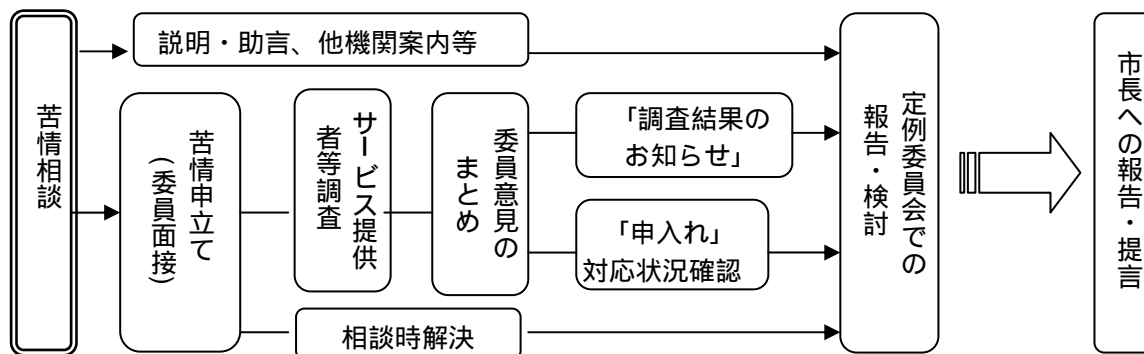 苦情相談
説明・助言、他機関案内等
苦情申立て
（委員面接）
サービス提供
者等調査
委員意見の
まとめ
「調査結果の
お知らせ」
「申入れ」
対応状況確認
相談時解決
定例委員会での
報告・検討
市長への報告・提言